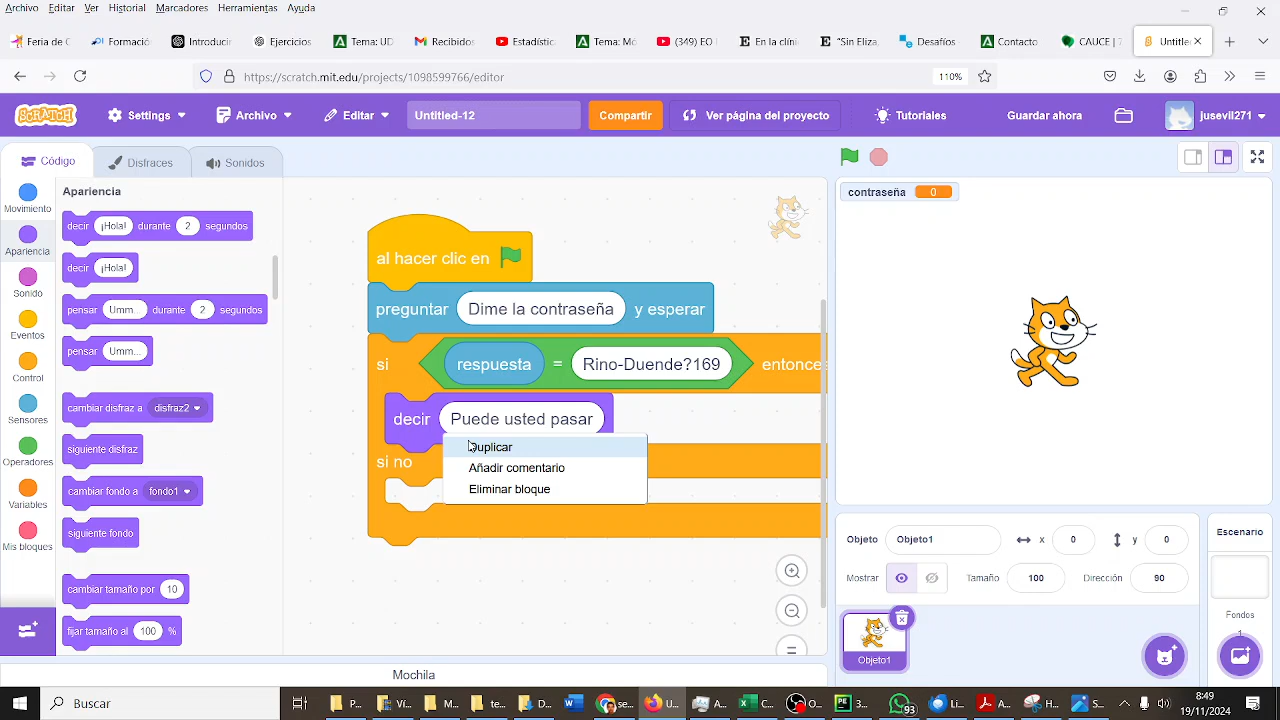 Archivo Editar Ver Historial Marcadores Herramientas Ayuda
Feria de C
Formació
Introducir
Ejercicios
Tema UD
Recibidos
Estadístic
Tema: Mó
(349) EO I
En la clíni
"Sin Eliza
Desafíos
Contacto
CAUCE | 
Untitle
https://scratch.mit.edu/projects/1098599766/editor
110%
SCRATCH
Settings
Archivo
Editar
Untitled-12
Compartir
Ver página del proyecto
Tutoriales
Guardar ahora
jusevil271
Código
Disfraces
Sonidos
Movimiento
Apariencia
Sonido
Eventos
Control
Sensores
Operadores
Variables
Mis bloques
Apariencia
decir ¡Hola! durante 2 segundos
decir ¡Hola!
pensar Umm... durante 2 segundos
pensar Umm...
cambiar disfraz a disfraz2
siguiente disfraz
cambiar fondo a fondo1
siguiente fondo
cambiar tamaño por 10
fijar tamaño al 100 %
al hacer clic en
preguntar Dime la contraseña y esperar
si respuesta = Rino-Duende?169 entonces
decir Puede usted pasar
Duplicar
si no
Añadir comentario
Eliminar bloque
contraseña 0
Objeto Objeto1 x 0 y 0
Mostrar Tamaño 100 Dirección 90
Objeto1
Escenario
Fondos
1
Mochila
Buscar
93
8:49
19/11/2024